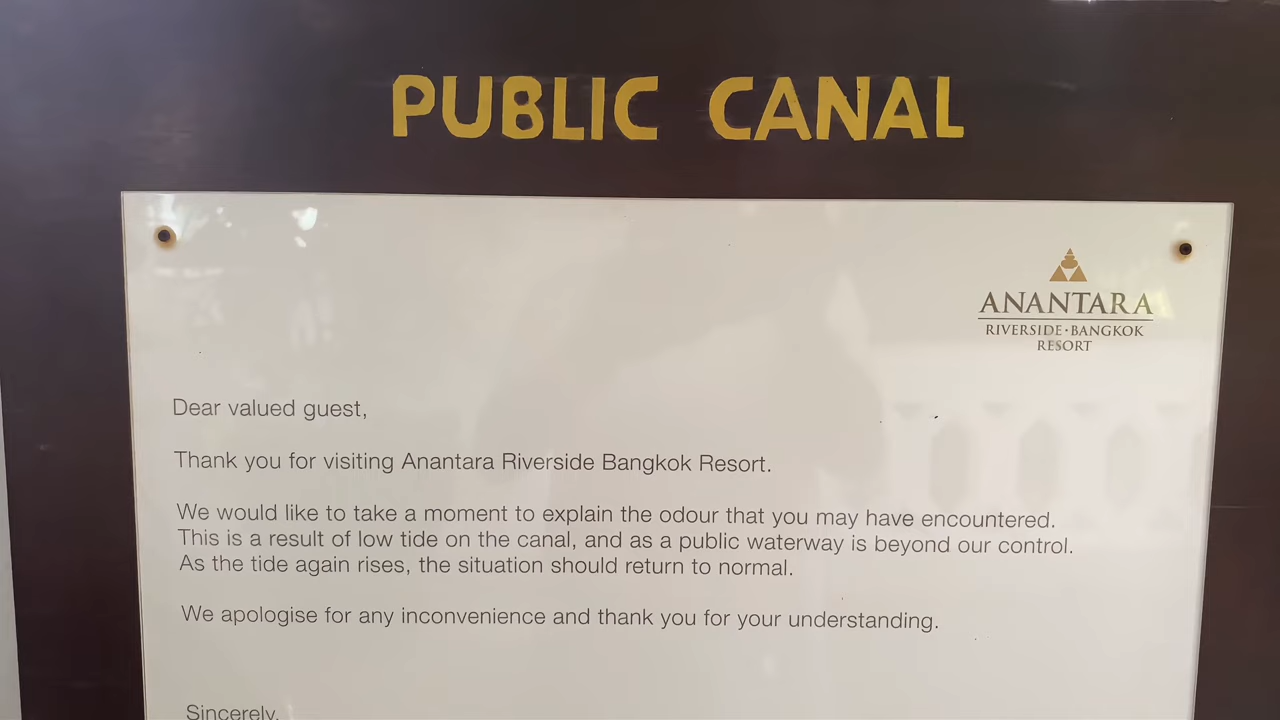 PUBLIC CANAL
ANANTARA
RIVERSIDE·BANGKOK
RESORT
Dear valued guest,
Thank you for visiting Anantara Riverside Bangkok Resort.
We would like to take a moment to explain the odour that you may have encountered.
This is a result of low tide on the canal, and as a public waterway is beyond our control.
As the tide again rises, the situation should return to normal.
We apologise for any inconvenience and thank you for your understanding.
Sincerely,